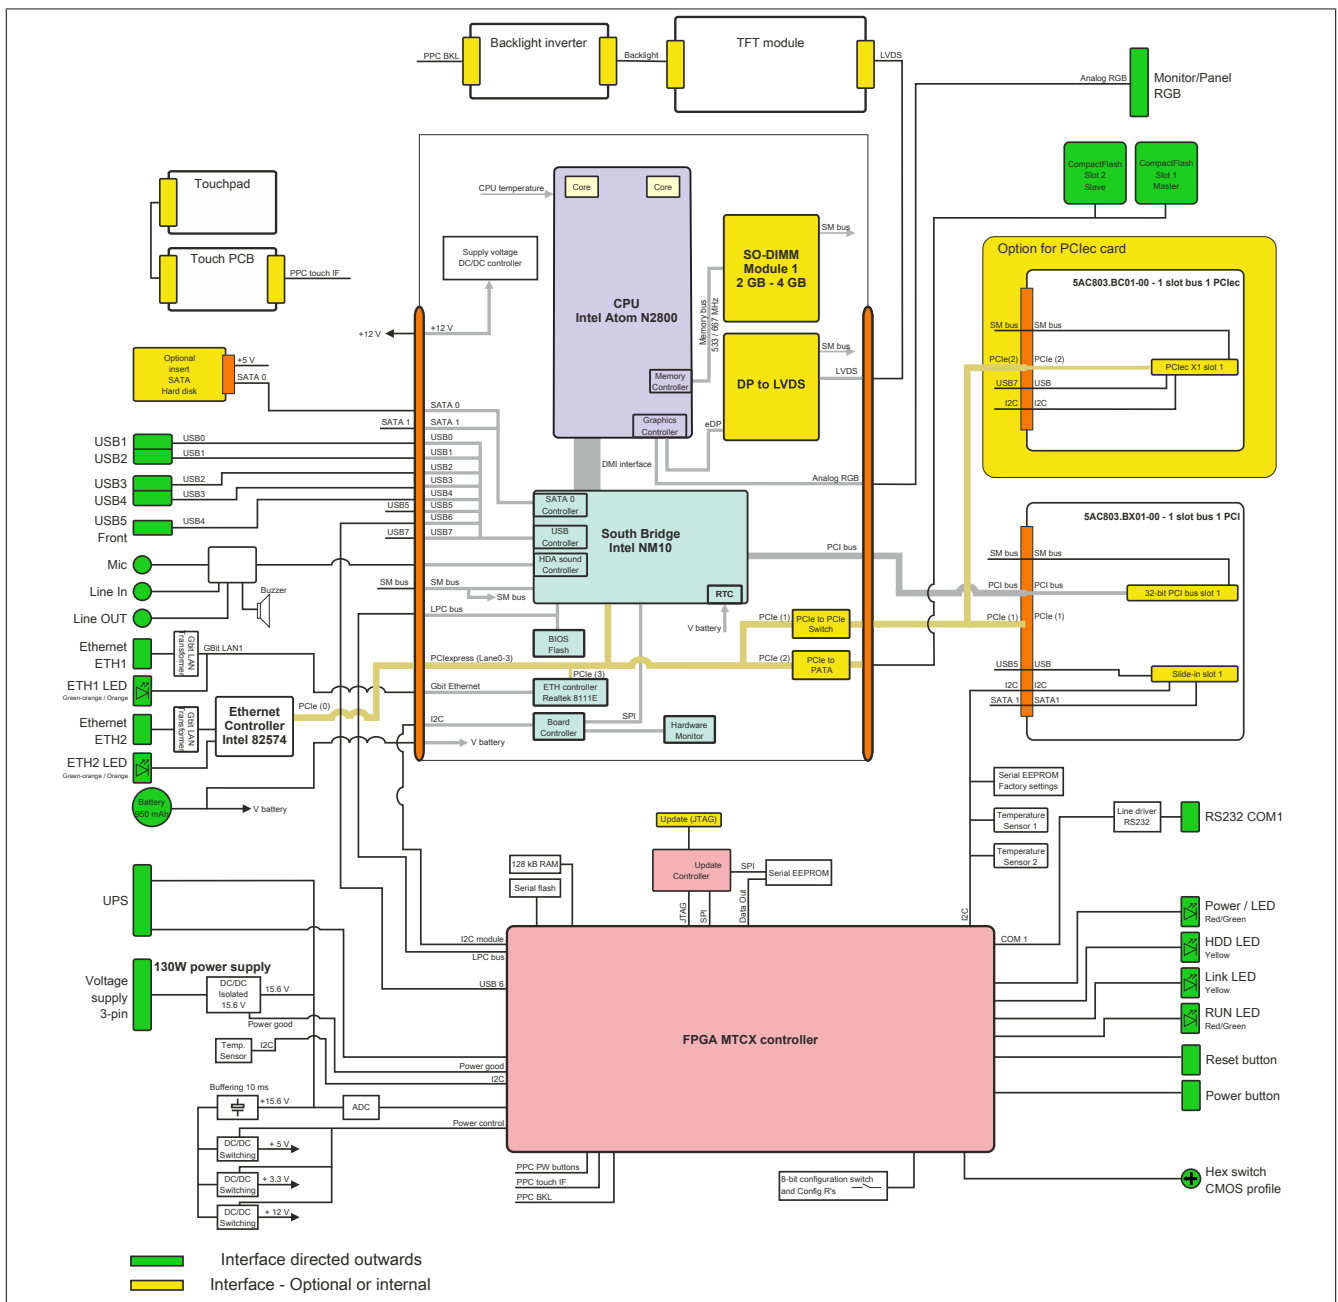 Backlight inverter
TFT module
PPC BKL
Backlight
LVDS
Analog RGB
Monitor/Panel
RGB
CompactFlash
Slot 2
Slave
CompactFlash
Slot 1
Master
Touchpad
Touch PCB
PPC touch IF
CPU temperature
Core
Core
CPU
Intel Atom N2800
Memory
Controller
Graphics
Controller
Supply voltage
DC/DC controller
+12 V
+12 V
Memory bus
533 / 667 MHz
SO-DIMM
Module 1
2 GB - 4 GB
SM bus
DP to LVDS
SM bus
LVDS
eDP
DMI interface
Analog RGB
Option for PCIec card
5AC803.BC01-00 - 1 slot bus 1 PCIec
SM bus
SM bus
PCIe(2)
PCIe (2)
PCIec X1 slot 1
USB7
USB
I2C
I2C
Optional
insert
SATA
Hard disk
+5 V
SATA 0
SATA 0
SATA 1
SATA 1
USB1
USB0
USB0
USB2
USB1
USB1
USB3
USB2
USB2
USB4
USB3
USB3
USB5
Front
USB4
USB4
USB5
USB5
USB6
USB7
USB7
SATA 0
Controller
USB
Controller
HDA sound
Controller
South Bridge
Intel NM10
RTC
V battery
PCI bus
5AC803.BX01-00 - 1 slot bus 1 PCI
SM bus
SM bus
PCI bus
PCI bus
32-bit PCI bus slot 1
PCIe (1)
PCIe (1)
USB5
USB
Slide-in slot 1
I2C
I2C
SATA 1
SATA1
Mic
Line In
Line OUT
Buzzer
SM bus
SM bus
SM bus
LPC bus
BIOS
Flash
PCIe (1)
PCIe to PCIe
Switch
PCIe (2)
PCIe to
PATA
Ethernet
ETH1
Gbit LAN
Transformer
GBit LAN1
ETH1 LED
Green-orange / Orange
PCIexpress (Lane0-3)
PCIe (3)
Gbit Ethernet
ETH controller
Realtek 8111E
Ethernet
ETH2
Gbit LAN
Transformer
Ethernet
Controller
Intel 82574
PCIe (0)
ETH2 LED
Green-orange / Orange
I2C
Board
Controller
SPI
Hardware
Monitor
V battery
Battery
950 mAh
V battery
Serial EEPROM
Factory settings
Temperature
Sensor 1
Temperature
Sensor 2
Line driver
RS232
RS232 COM1
Update (JTAG)
Update
Controller
SPI
Serial EEPROM
128 kB RAM
Serial flash
JTAG
SPI
Data Out
I2C
UPS
I2C module
LPC bus
USB 6
COM 1
Power / LED
Red/Green
HDD LED
Yellow
Link LED
Yellow
RUN LED
Red/Green
Reset button
Power button
Voltage
supply
3-pin
130W power supply
DC/DC
Isolated
15.6 V
15.6 V
Power good
Temp.
Sensor
I2C
FPGA MTCX controller
Power good
I2C
Buffering 10 ms
+15.6 V
ADC
Power control
DC/DC
Switching
+ 5 V
DC/DC
Switching
+ 3.3 V
DC/DC
Switching
+ 12 V
PPC PW buttons
PPC touch IF
PPC BKL
8-bit configuration switch
and Config R's
Hex switch
CMOS profile
Interface directed outwards
Interface - Optional or internal